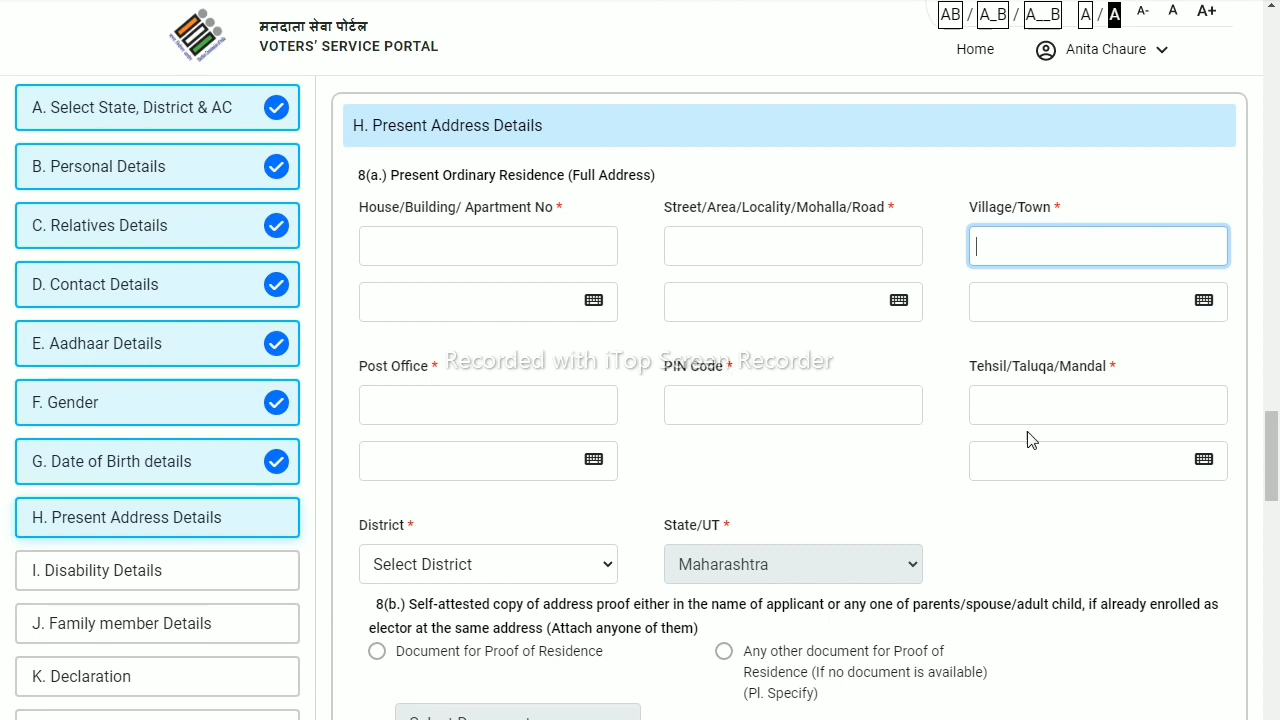 मतदाता सेवा पोर्टल
VOTERS' SERVICE PORTAL
AB / A_B / A__B A / A A- A A+
Home Anita Chaure
A. Select State, District & AC
B. Personal Details
C. Relatives Details
D. Contact Details
E. Aadhaar Details
F. Gender
G. Date of Birth details
H. Present Address Details
I. Disability Details
J. Family member Details
K. Declaration
H. Present Address Details
8(a.) Present Ordinary Residence (Full Address)
House/Building/ Apartment No * Street/Area/Locality/Mohalla/Road * Village/Town *
Recorded with iTop Screen Recorder
Post Office * PIN Code * Tehsil/Taluqa/Mandal *
District * State/UT *
Select District Maharashtra
8(b.) Self-attested copy of address proof either in the name of applicant or any one of parents/spouse/adult child, if already enrolled as
elector at the same address (Attach anyone of them)
Document for Proof of Residence
Any other document for Proof of
Residence (If no document is available)
(Pl. Specify)